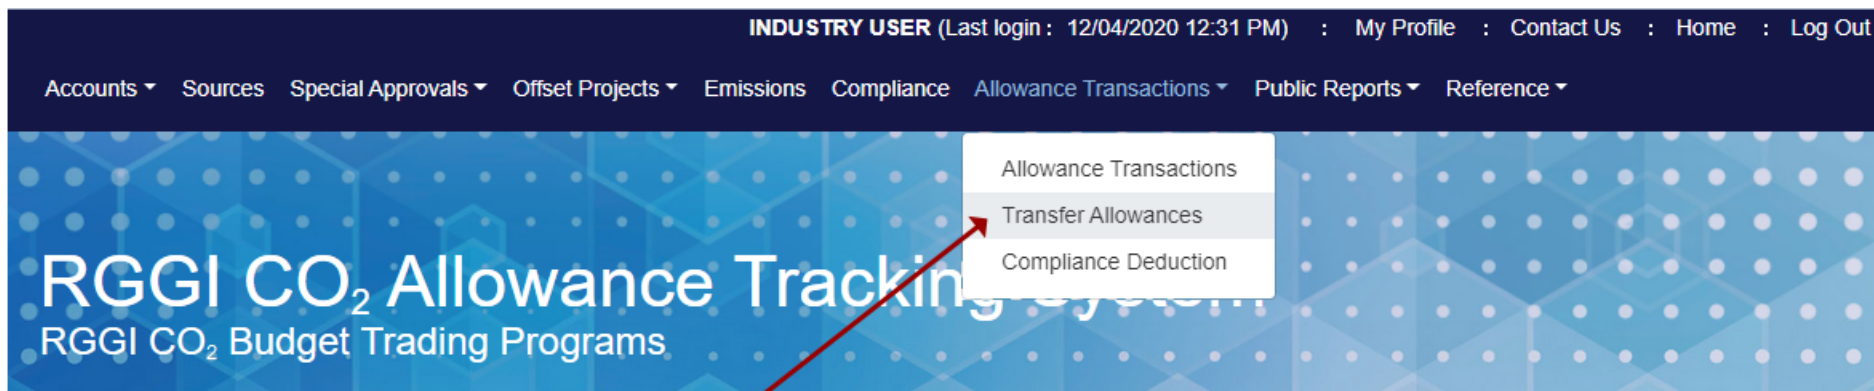 INDUSTRY USER (Last login : 12/04/2020 12:31 PM) : My Profile : Contact Us : Home : Log Out
Accounts Sources Special Approvals Offset Projects Emissions Compliance Allowance Transactions Public Reports Reference
Allowance Transactions
Transfer Allowances
Compliance Deduction
RGGI CO₂ Allowance Tracking System
RGGI CO₂ Budget Trading Programs